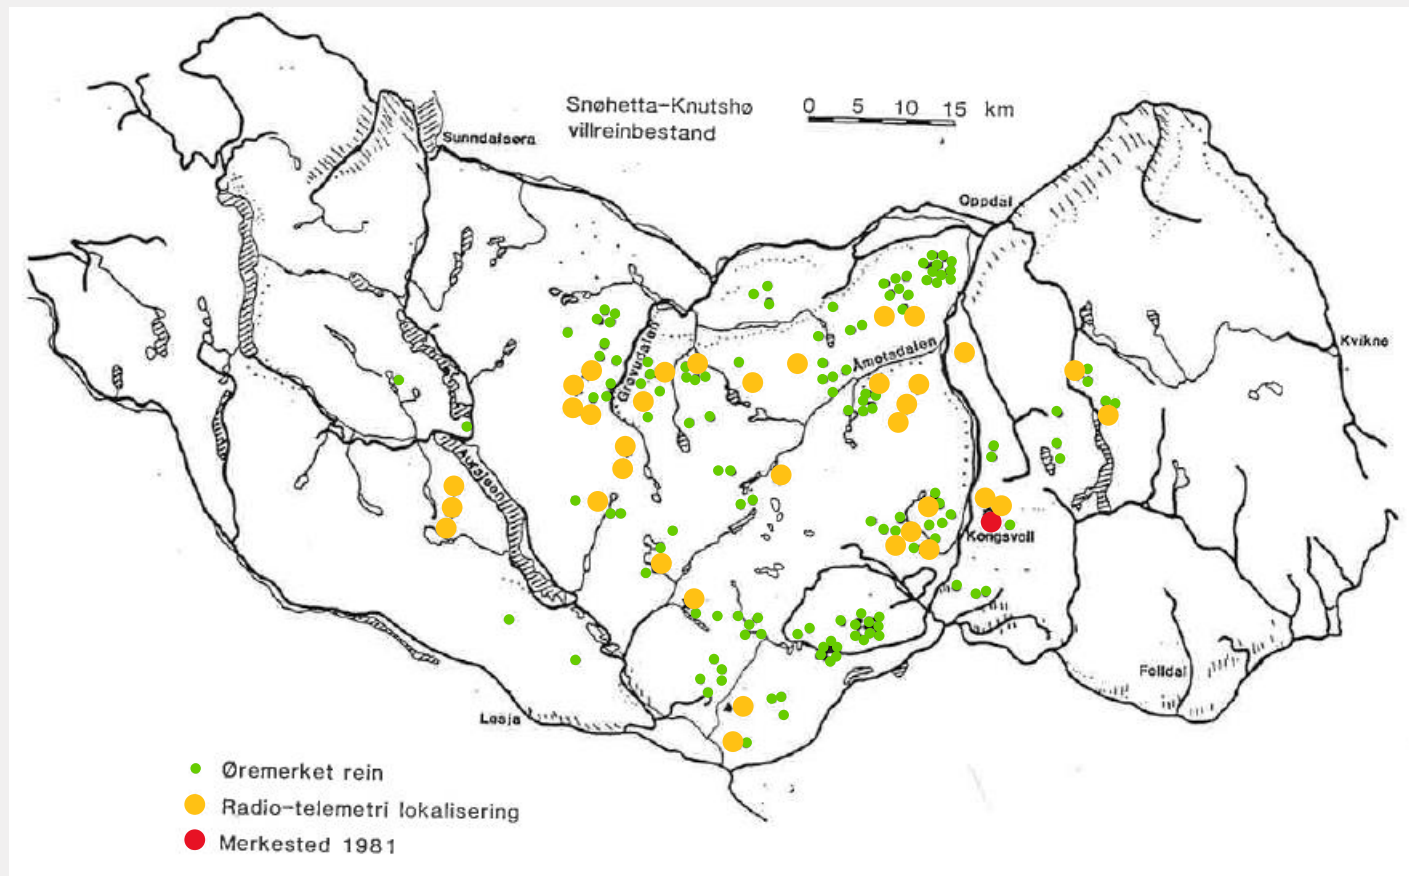 Snøhetta-Knutshø
villreinbestand
0 5 10 15 km
Sunndalsøra
Oppdal
Kvikne
Grøvudalen
Åmotsdalen
Aursjøen
Kongsvoll
Folldal
Lesja
Øremerket rein
Radio-telemetri lokalisering
Merkested 1981